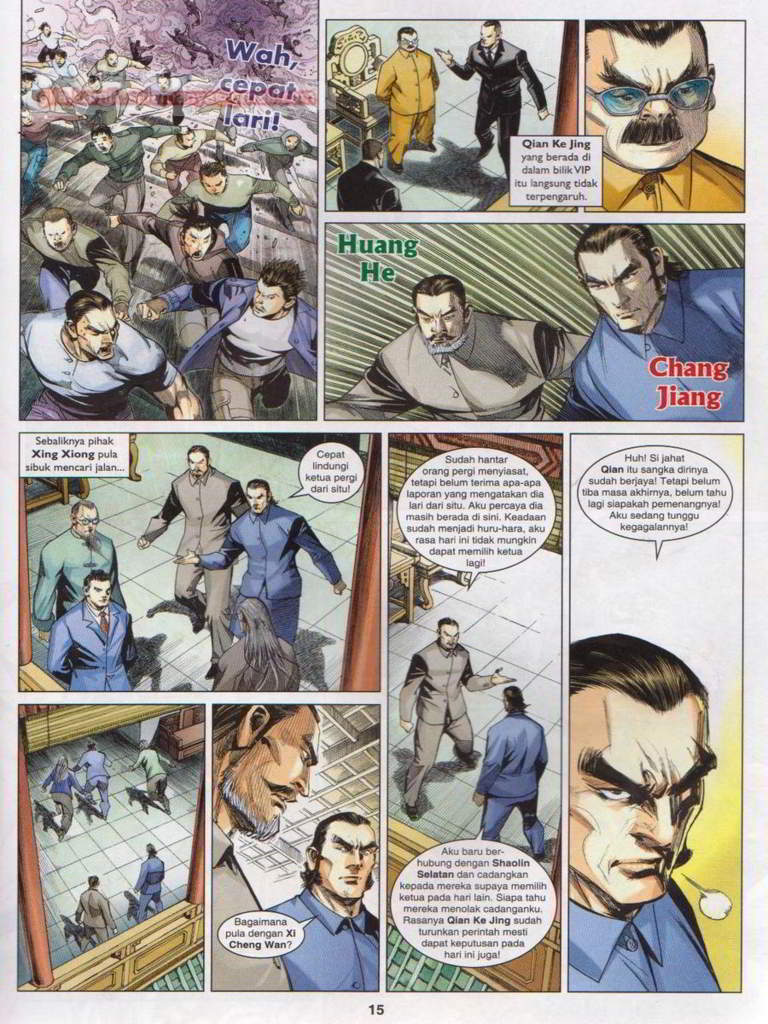 Wah,
cepat
lari!
Qian Ke Jing
yang berada di
dalam bilik VIP
itu langsung tidak
terpengaruh.
Huang
He
Chang
Jiang
Sebaliknya pihak
Xing Xiong pula
sibuk mencari jalan...
Cepat
lindungi
ketua pergi
dari situ!
Sudah hantar
orang pergi menyiasat,
tetapi belum terima apa-apa
laporan yang mengatakan dia
lari dari situ. Aku percaya dia
masih berada di sini. Keadaan
sudah menjadi huru-hara, aku
rasa hari ini tidak mungkin
dapat memilih ketua
lagi!
Huh! Si jahat
Qian itu sangka dirinya
sudah berjaya! Tetapi belum
tiba masa akhirnya, belum tahu
lagi siapakah pemenangnya!
Aku sedang tunggu
kegagalannya!
Bagaimana
pula dengan Xi
Cheng Wan?
Aku baru ber-
hubung dengan Shaolin
Selatan dan cadangkan
kepada mereka supaya memilih
ketua pada hari lain. Siapa tahu
mereka menolak cadanganku.
Rasanya Qian Ke Jing sudah
turunkan perintah mesti
dapat keputusan pada
hari ini juga!
15